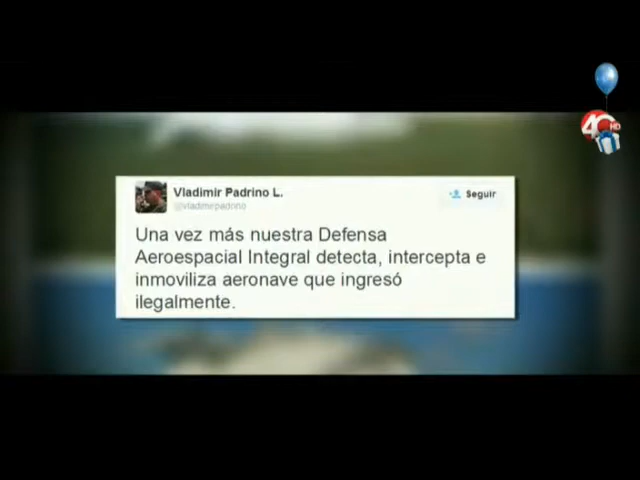 Vladimir Padrino L.
@vladimirpadrino
Seguir
Una vez más nuestra Defensa
Aeroespacial Integral detecta, intercepta e
inmoviliza aeronave que ingresó
ilegalmente.